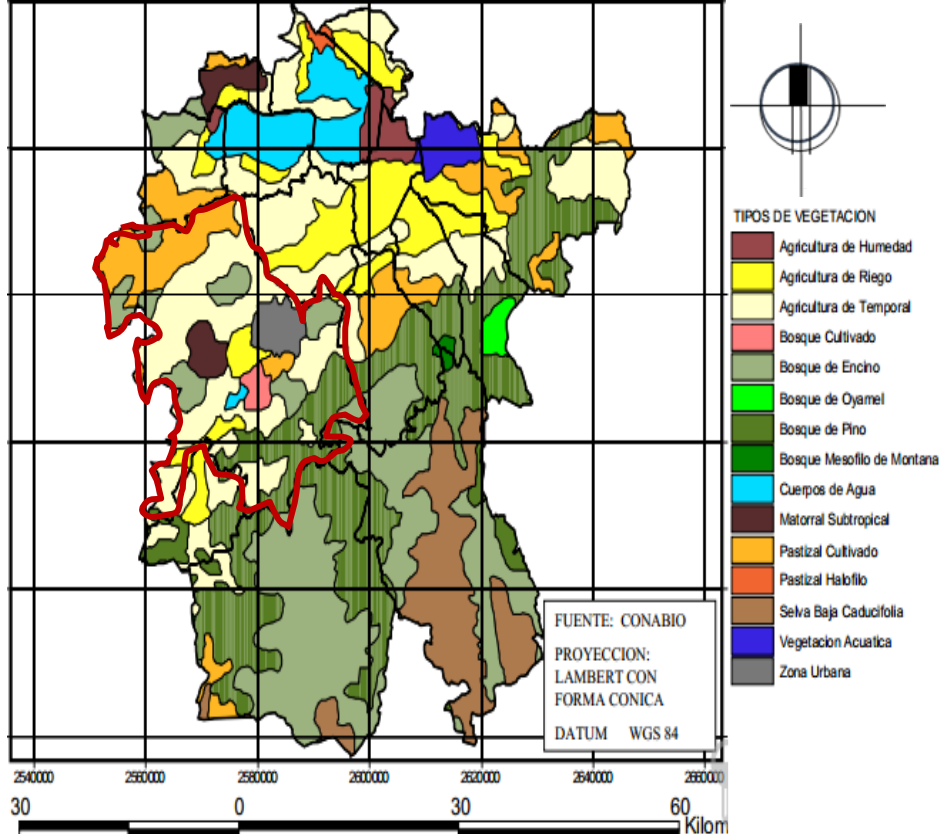 TIPOS DE VEGETACION
Agricultura de Humedad
Agricultura de Riego
Agricultura de Temporal
Bosque Cultivado
Bosque de Encino
Bosque de Oyamel
Bosque de Pino
Bosque Mesofilo de Montana
Cuerpos de Agua
Matorral Subtropical
Pastizal Cultivado
Pastizal Halofilo
Selva Baja Caducifolia
Vegetacion Acuatica
Zona Urbana
FUENTE: CONABIO
PROYECCION:
LAMBERT CON
FORMA CONICA
DATUM WGS 84
2540000 2560000 2580000 2600000 2620000 2640000 2660000
30 0 30 60
Kilom